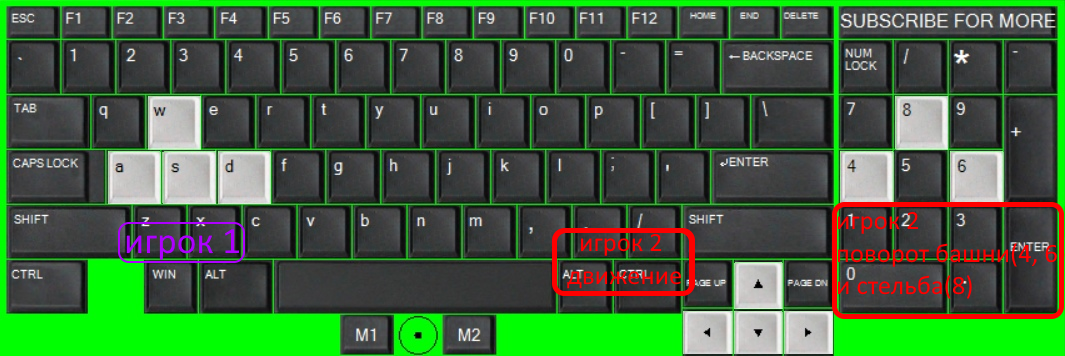 ESC F1 F2 F3 F4 F5 F6 F7 F8 F9 F10 F11 F12 HOME END DELETE SUBSCRIBE FOR MORE
` 1 2 3 4 5 6 7 8 9 0 - = ←BACKSPACE NUM LOCK / * -
TAB q w e r t y u i o p [ ] \ 7 8 9 +
CAPS LOCK a s d f g h j k l ; ' ↲ENTER 4 5 6
SHIFT z x c v b n m , . / SHIFT 1 2 3 ENTER
игрок 1
игрок 2
движение
игрок 2
поворот башни(4, 6
и стельба(8)
CTRL WIN ALT ALT CTRL PAGE UP ▲ PAGE DN 0 .
M1 M2 ◄ ▼ ►